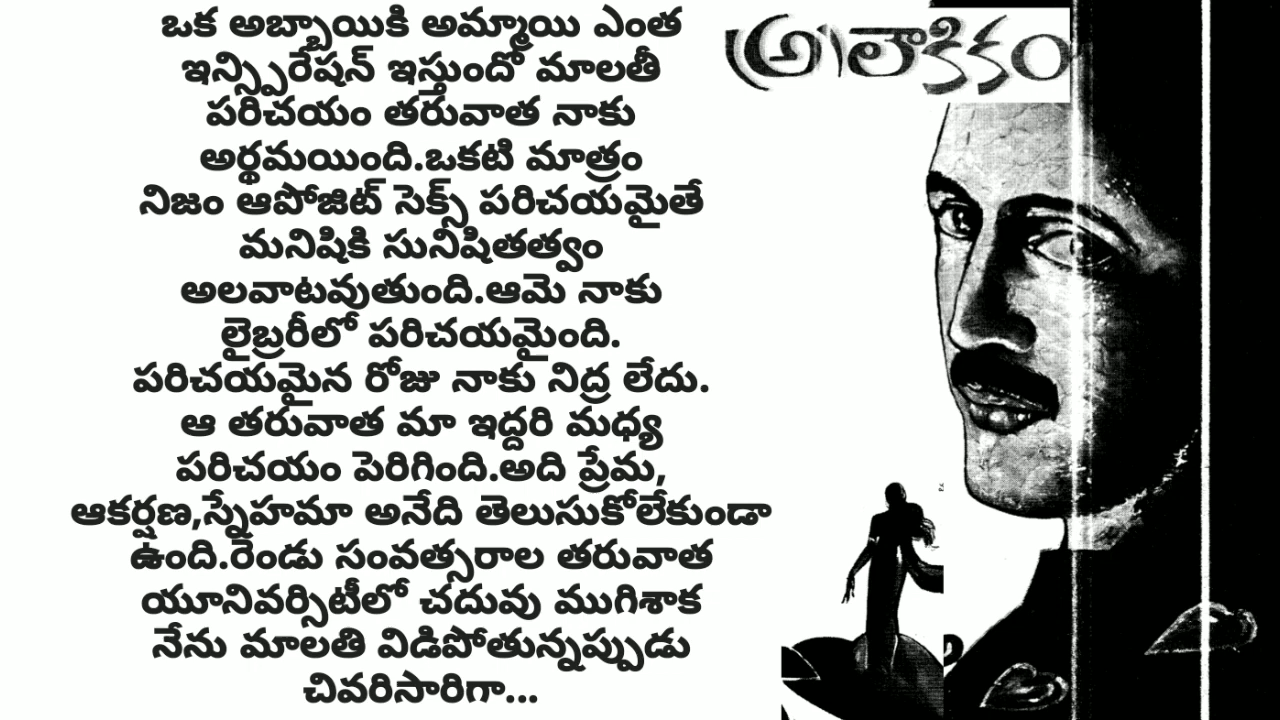 ఒక అబ్బాయికి అమ్మాయి ఎంత
ఇన్స్పిరేషన్ ఇస్తుందో మాలతీ
పరిచయం తరువాత నాకు
అర్థమయింది.ఒకటి మాత్రం
నిజం ఆపోజిట్ సెక్స్ పరిచయమైతే
మనిషికి సునిషితత్వం
అలవాటవుతుంది.ఆమె నాకు
లైబ్రరీలో పరిచయమైంది.
పరిచయమైన రోజు నాకు నిద్ర లేదు.
ఆ తరువాత మా ఇద్దరి మధ్య
పరిచయం పెరిగింది.అది ప్రేమ,
ఆకర్షణ,స్నేహమా అనేది తెలుసుకోలేకుండా
ఉంది.రెండు సంవత్సరాల తరువాత
యూనివర్సిటీలో చదువు ముగిశాక
నేను మాలతి విడిపోతున్నప్పుడు
చివరిసారిగా...
(అ)లౌకికం